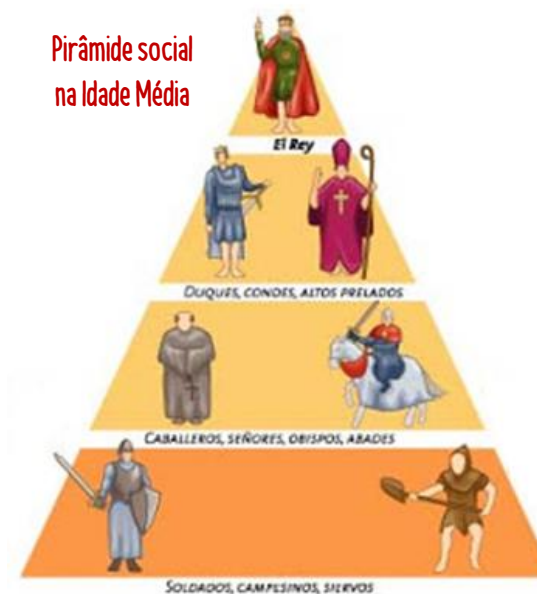 Pirâmide social
na Idade Média
El Rey
DUQUES, CONDES, ALTOS PRELADOS
CABALLEROS, SEÑORES, OBISPOS, ABADES
SOLDADOS, CAMPESINOS, SIERVOS